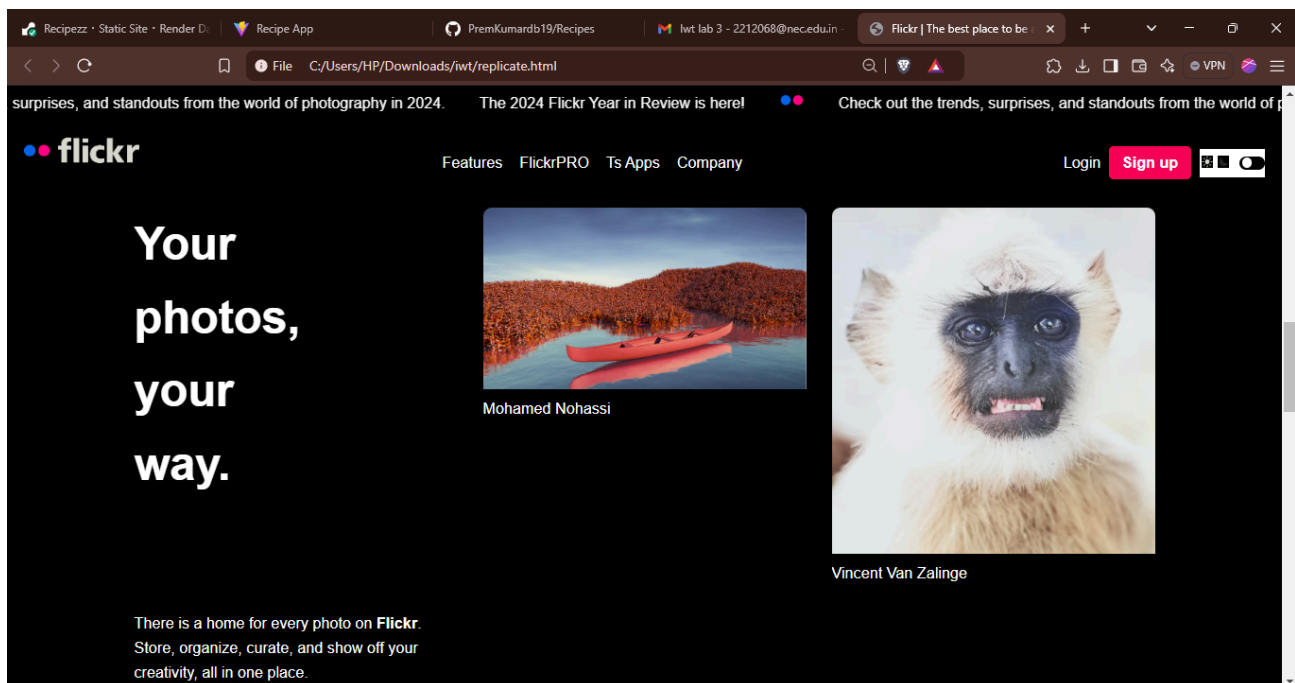 Recipezz · Static Site · Render Da
Recipe App
PremKumardb19/Recipes
Iwt lab 3 - 2212068@nec.edu.in -
Flickr | The best place to be
File C:/Users/HP/Downloads/iwt/replicate.html
VPN
surprises, and standouts from the world of photography in 2024. The 2024 Flickr Year in Review is here! Check out the trends, surprises, and standouts from the world of p
flickr
Features FlickrPRO Ts Apps Company
Login Sign up
Your
photos,
your
way.
Mohamed Nohassi
Vincent Van Zalinge
There is a home for every photo on Flickr.
Store, organize, curate, and show off your
creativity, all in one place.